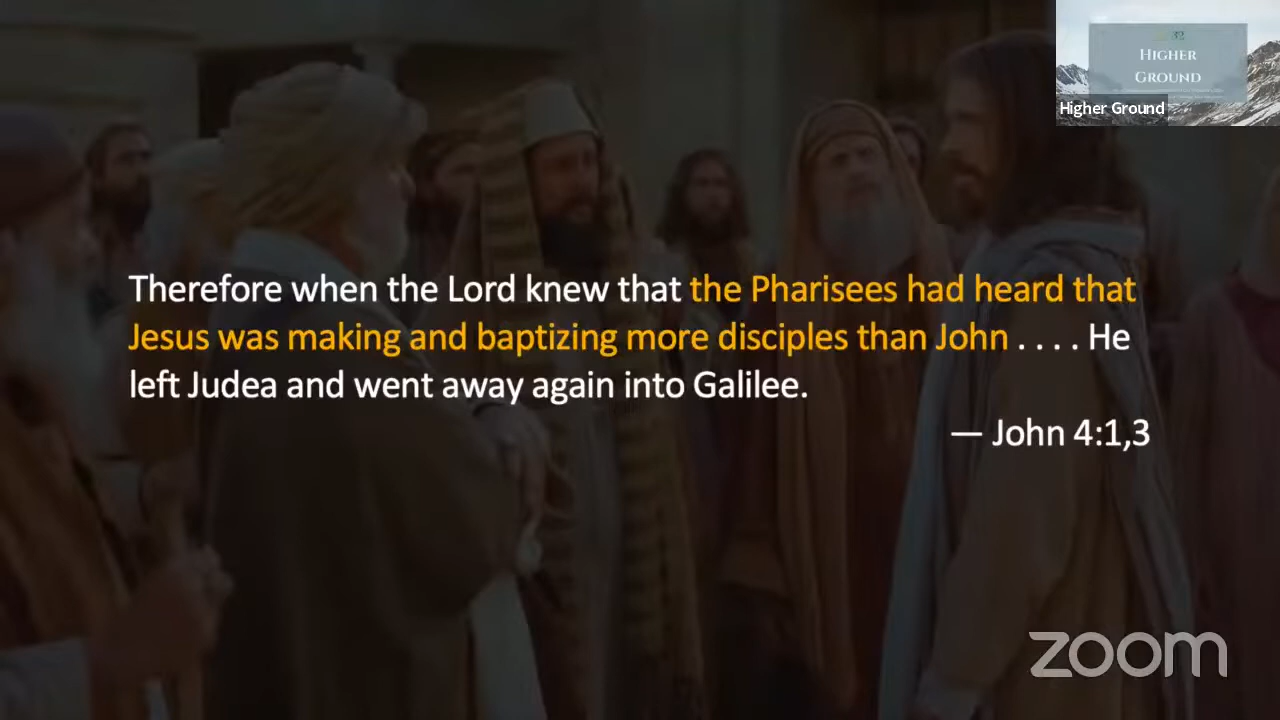 HIGHER
GROUND
Higher Ground
Therefore when the Lord knew that the Pharisees had heard that
Jesus was making and baptizing more disciples than John . . . . He
left Judea and went away again into Galilee.
— John 4:1,3
zoom